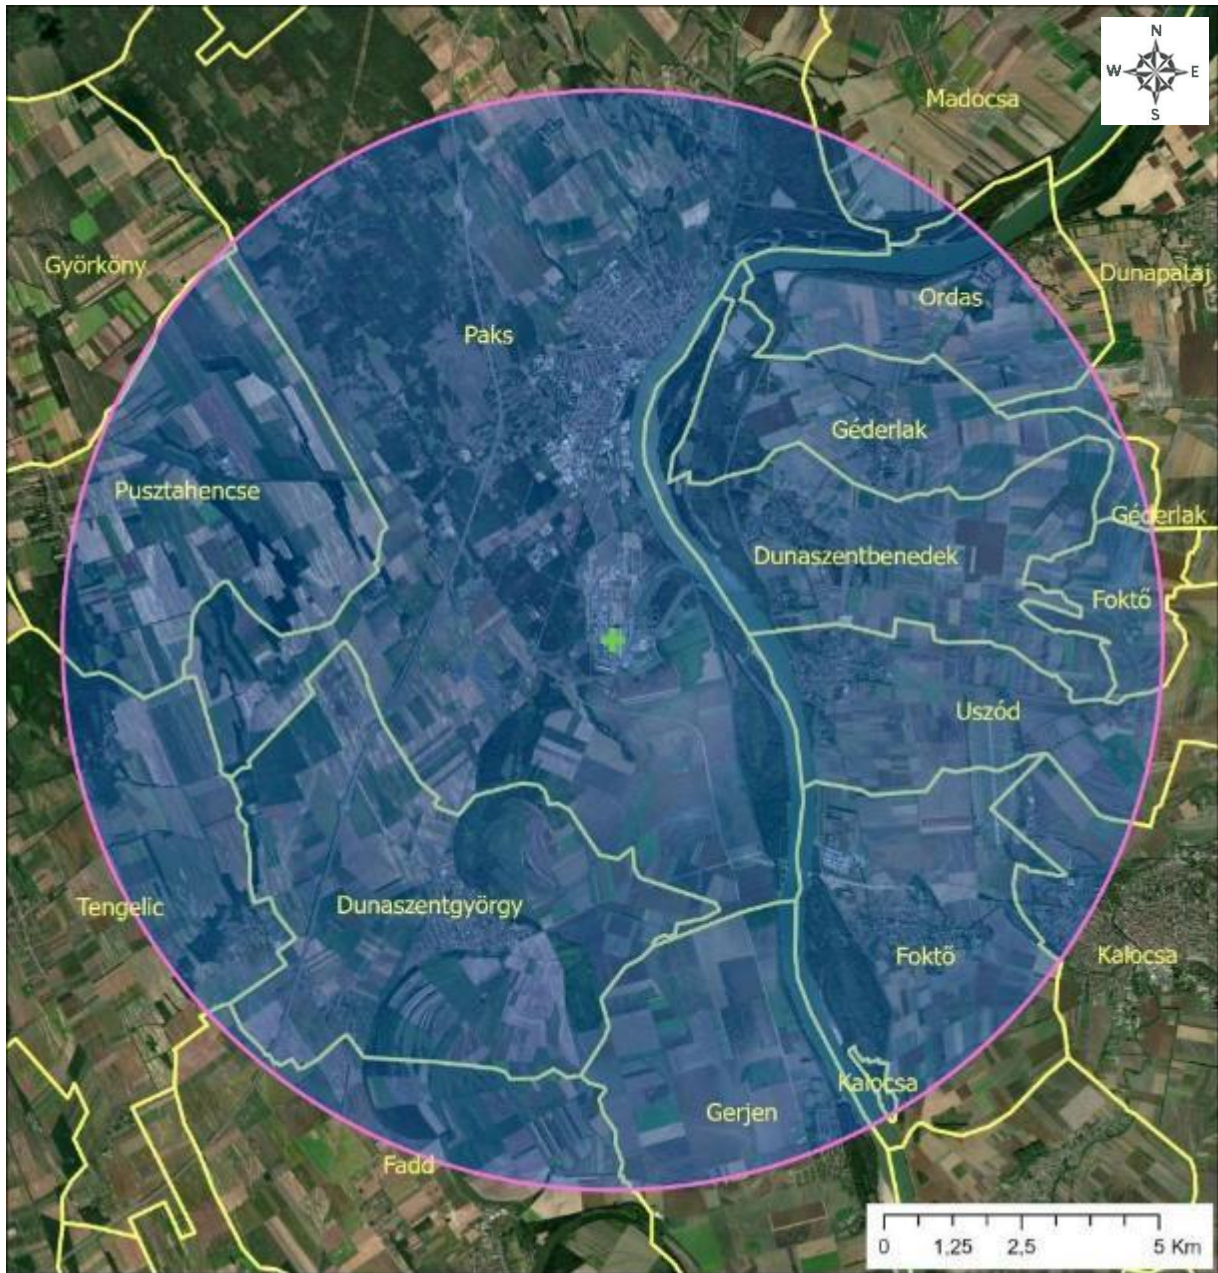 N
W E
S
Madocsa
Györköny
Dunapataj
Ordas
Paks
Géderlak
Pusztahencse
Géderlak
Dunaszentbenedek
Foktő
Uszód
Tengelic
Dunaszentgyörgy
Foktő
Kalocsa
Kalocsa
Gerjen
Fadd
0 1,25 2,5 5 Km